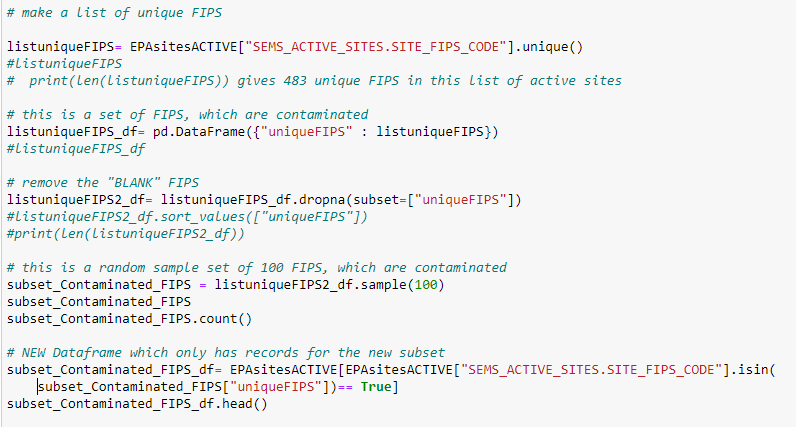 # make a list of unique FIPS
listuniqueFIPS= EPAsitesACTIVE["SEMS_ACTIVE_SITES.SITE_FIPS_CODE"].unique()
#listuniqueFIPS
#  print(len(listuniqueFIPS)) gives 483 unique FIPS in this list of active sites
# this is a set of FIPS, which are contaminated
listuniqueFIPS_df= pd.DataFrame({"uniqueFIPS" : listuniqueFIPS})
#listuniqueFIPS_df
# remove the "BLANK" FIPS
listuniqueFIPS2_df= listuniqueFIPS_df.dropna(subset=["uniqueFIPS"])
#listuniqueFIPS2_df.sort_values(["uniqueFIPS"])
#print(len(listuniqueFIPS2_df))
# this is a random sample set of 100 FIPS, which are contaminated
subset_Contaminated_FIPS = listuniqueFIPS2_df.sample(100)
subset_Contaminated_FIPS
subset_Contaminated_FIPS.count()
# NEW Dataframe which only has records for the new subset
subset_Contaminated_FIPS_df= EPAsitesACTIVE[EPAsitesACTIVE["SEMS_ACTIVE_SITES.SITE_FIPS_CODE"].isin(
    subset_Contaminated_FIPS["uniqueFIPS"])== True]
subset_Contaminated_FIPS_df.head()